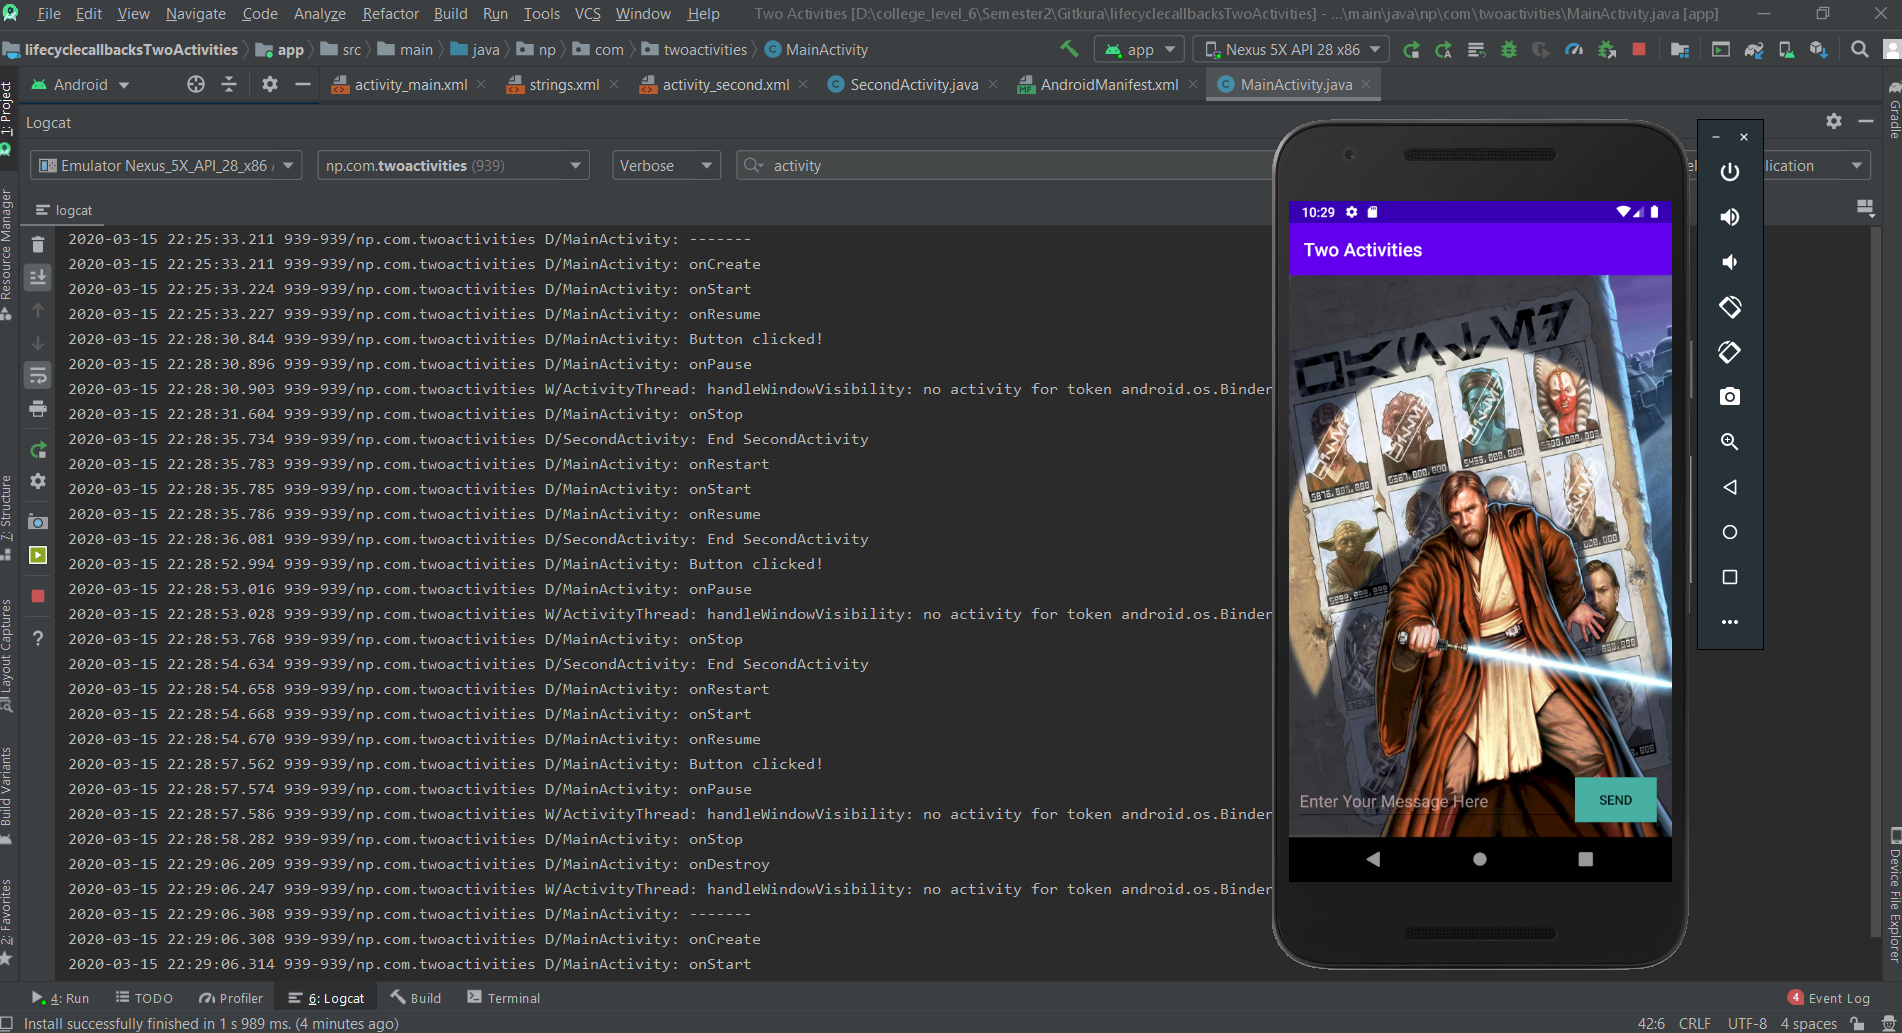 File Edit View Navigate Code Analyze Refactor Build Run Tools VCS Window Help Two Activities [D:\college_level_6\Semester2\Gitkura\lifecyclecallbacksTwoActivities] - ...\main\java\np\com\twoactivities\MainActivity.java [app]
lifecyclecallbacksTwoActivities app src main java np com twoactivities MainActivity app Nexus 5X API 28 x86
Android activity_main.xml strings.xml activity_second.xml SecondActivity.java AndroidManifest.xml MainActivity.java
Logcat
Emulator Nexus_5X_API_28_x86 np.com.twoactivities (939) Verbose activity lication
logcat
2020-03-15 22:25:33.211 939-939/np.com.twoactivities D/MainActivity: -------
2020-03-15 22:25:33.211 939-939/np.com.twoactivities D/MainActivity: onCreate
2020-03-15 22:25:33.224 939-939/np.com.twoactivities D/MainActivity: onStart
2020-03-15 22:25:33.227 939-939/np.com.twoactivities D/MainActivity: onResume
2020-03-15 22:28:30.844 939-939/np.com.twoactivities D/MainActivity: Button clicked!
2020-03-15 22:28:30.896 939-939/np.com.twoactivities D/MainActivity: onPause
2020-03-15 22:28:30.903 939-939/np.com.twoactivities W/ActivityThread: handleWindowVisibility: no activity for token android.os.Binder
2020-03-15 22:28:31.604 939-939/np.com.twoactivities D/MainActivity: onStop
2020-03-15 22:28:35.734 939-939/np.com.twoactivities D/SecondActivity: End SecondActivity
2020-03-15 22:28:35.783 939-939/np.com.twoactivities D/MainActivity: onRestart
2020-03-15 22:28:35.785 939-939/np.com.twoactivities D/MainActivity: onStart
2020-03-15 22:28:35.786 939-939/np.com.twoactivities D/MainActivity: onResume
2020-03-15 22:28:36.081 939-939/np.com.twoactivities D/SecondActivity: End SecondActivity
2020-03-15 22:28:52.994 939-939/np.com.twoactivities D/MainActivity: Button clicked!
2020-03-15 22:28:53.016 939-939/np.com.twoactivities D/MainActivity: onPause
2020-03-15 22:28:53.028 939-939/np.com.twoactivities W/ActivityThread: handleWindowVisibility: no activity for token android.os.Binder
2020-03-15 22:28:53.768 939-939/np.com.twoactivities D/MainActivity: onStop
2020-03-15 22:28:54.634 939-939/np.com.twoactivities D/SecondActivity: End SecondActivity
2020-03-15 22:28:54.658 939-939/np.com.twoactivities D/MainActivity: onRestart
2020-03-15 22:28:54.668 939-939/np.com.twoactivities D/MainActivity: onStart
2020-03-15 22:28:54.670 939-939/np.com.twoactivities D/MainActivity: onResume
2020-03-15 22:28:57.562 939-939/np.com.twoactivities D/MainActivity: Button clicked!
2020-03-15 22:28:57.574 939-939/np.com.twoactivities D/MainActivity: onPause
2020-03-15 22:28:57.586 939-939/np.com.twoactivities W/ActivityThread: handleWindowVisibility: no activity for token android.os.Binder
2020-03-15 22:28:58.282 939-939/np.com.twoactivities D/MainActivity: onStop
2020-03-15 22:29:06.209 939-939/np.com.twoactivities D/MainActivity: onDestroy
2020-03-15 22:29:06.247 939-939/np.com.twoactivities W/ActivityThread: handleWindowVisibility: no activity for token android.os.Binder
2020-03-15 22:29:06.308 939-939/np.com.twoactivities D/MainActivity: -------
2020-03-15 22:29:06.308 939-939/np.com.twoactivities D/MainActivity: onCreate
2020-03-15 22:29:06.314 939-939/np.com.twoactivities D/MainActivity: onStart
10:29
Two Activities
Enter Your Message Here SEND
1: Project
Resource Manager
7: Structure
Layout Captures
Build Variants
2: Favorites
Gradle
Device File Explorer
4: Run TODO Profiler 6: Logcat Build Terminal 4 Event Log
Install successfully finished in 1 s 989 ms. (4 minutes ago) 42:6 CRLF UTF-8 4 spaces